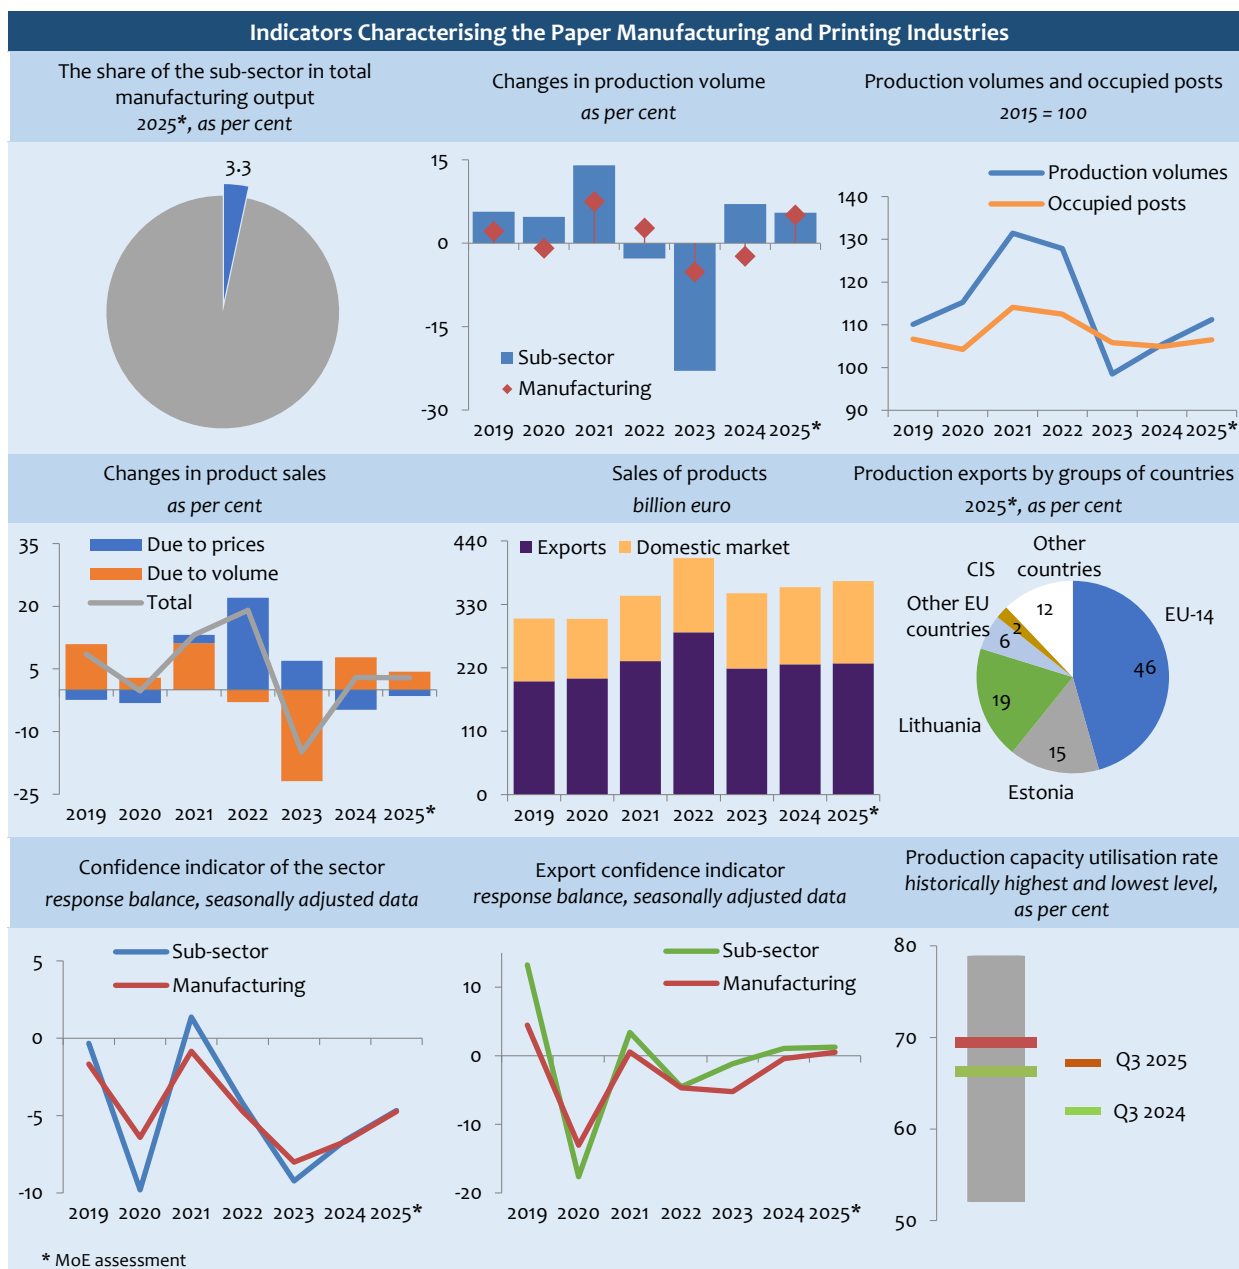 Indicators Characterising the Paper Manufacturing and Printing Industries
The share of the sub-sector in total
manufacturing output
2025*, as per cent
3.3
Changes in production volume
as per cent
15
0
-15
-30
Sub-sector
Manufacturing
2019 2020 2021 2022 2023 2024 2025*
Production volumes and occupied posts
2015 = 100
Production volumes
Occupied posts
140
130
120
110
100
90
2019 2020 2021 2022 2023 2024 2025*
Changes in product sales
as per cent
35
20
5
-10
-25
Due to prices
Due to volume
Total
2019 2020 2021 2022 2023 2024 2025*
Sales of products
billion euro
440
330
220
110
0
Exports Domestic market
2019 2020 2021 2022 2023 2024 2025*
Production exports by groups of countries
2025*, as per cent
Other
countries
CIS
Other EU
countries
EU-14
Lithuania
Estonia
12
2
6
46
19
15
Confidence indicator of the sector
response balance, seasonally adjusted data
5
0
-5
-10
Sub-sector
Manufacturing
2019 2020 2021 2022 2023 2024 2025*
Export confidence indicator
response balance, seasonally adjusted data
10
0
-10
-20
Sub-sector
Manufacturing
2019 2020 2021 2022 2023 2024 2025*
Production capacity utilisation rate
historically highest and lowest level,
as per cent
80
70
60
50
Q3 2025
Q3 2024
* MoE assessment